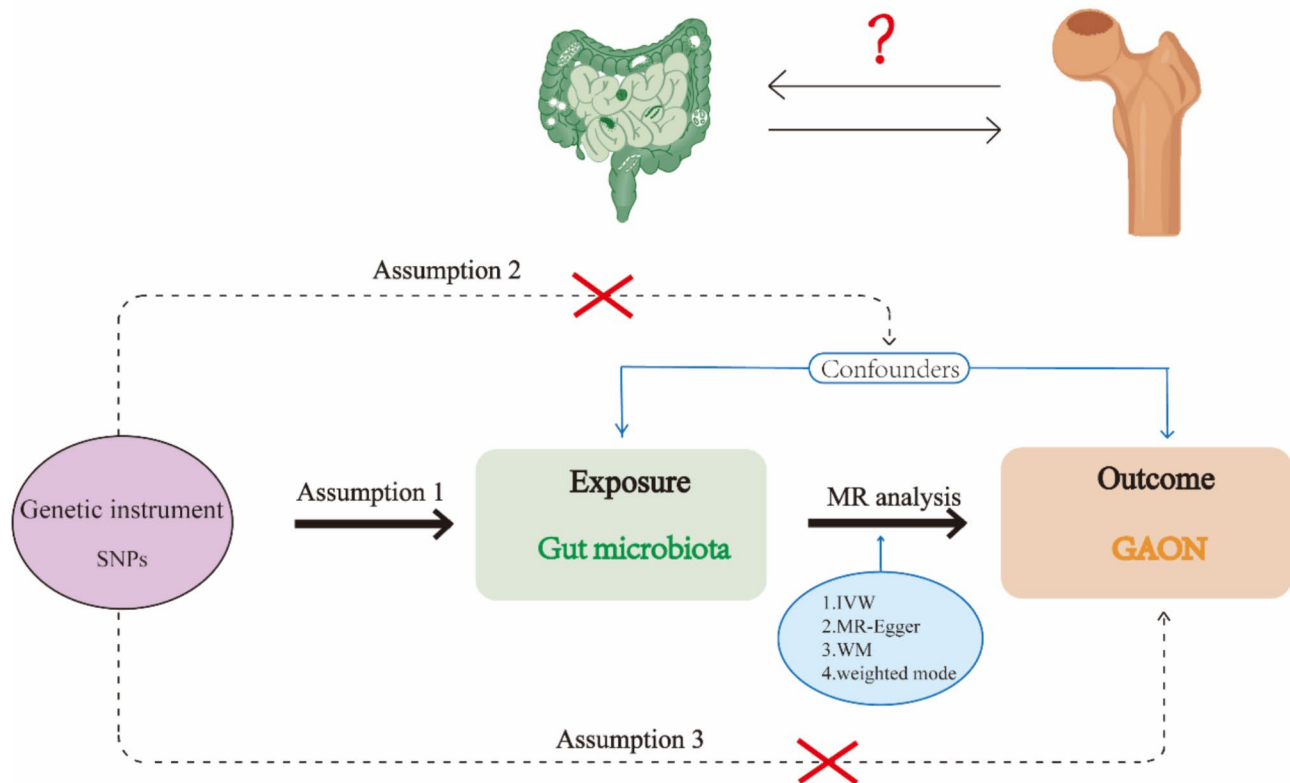 ?
Assumption 2
Confounders
Genetic instrument
SNPs
Assumption 1
Exposure
Gut microbiota
MR analysis
1.IVW
2.MR-Egger
3.WM
4.weighted mode
Outcome
GAON
Assumption 3